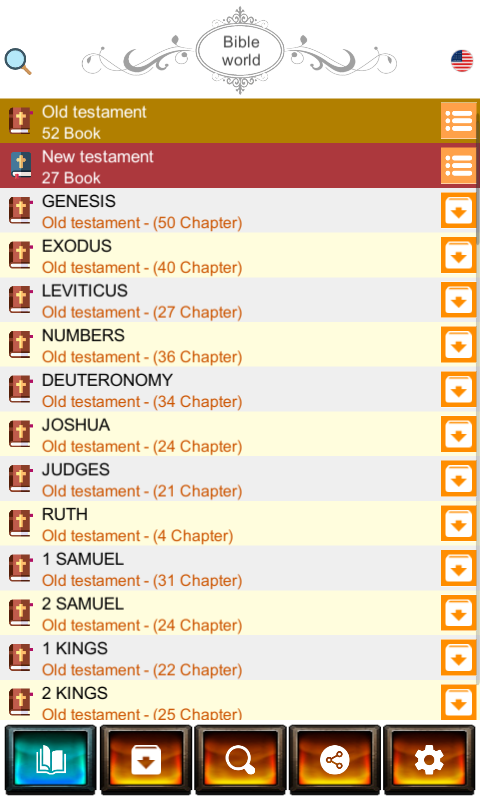 Bible
world
Old testament
52 Book
New testament
27 Book
GENESIS
Old testament - (50 Chapter)
EXODUS
Old testament - (40 Chapter)
LEVITICUS
Old testament - (27 Chapter)
NUMBERS
Old testament - (36 Chapter)
DEUTERONOMY
Old testament - (34 Chapter)
JOSHUA
Old testament - (24 Chapter)
JUDGES
Old testament - (21 Chapter)
RUTH
Old testament - (4 Chapter)
1 SAMUEL
Old testament - (31 Chapter)
2 SAMUEL
Old testament - (24 Chapter)
1 KINGS
Old testament - (22 Chapter)
2 KINGS
Old testament - (25 Chapter)